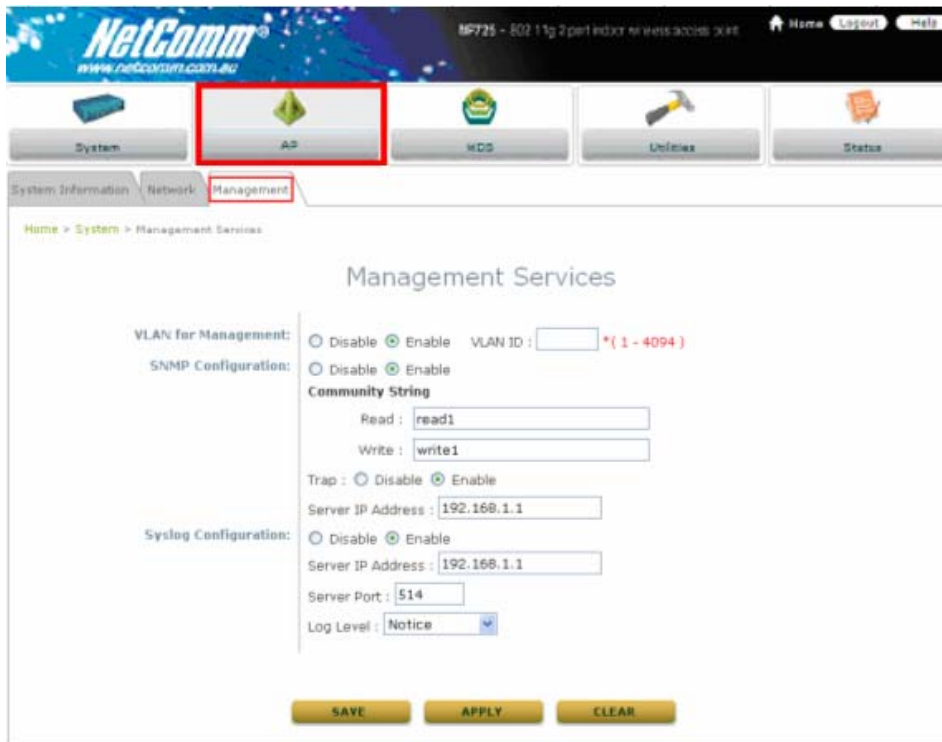 NetComm®
www.netcomm.com.au
NP725 - 802.11g 2 port indoor wireless access point
Home Logout Help
System AP WDS Utilities Status
System Information Network Management
Home > System > Management Services
Management Services
VLAN for Management: Disable Enable VLAN ID : *( 1 - 4094 )
SNMP Configuration: Disable Enable
Community String
Read : read1
Write : write1
Trap : Disable Enable
Server IP Address : 192.168.1.1
Syslog Configuration: Disable Enable
Server IP Address : 192.168.1.1
Server Port : 514
Log Level : Notice
SAVE APPLY CLEAR